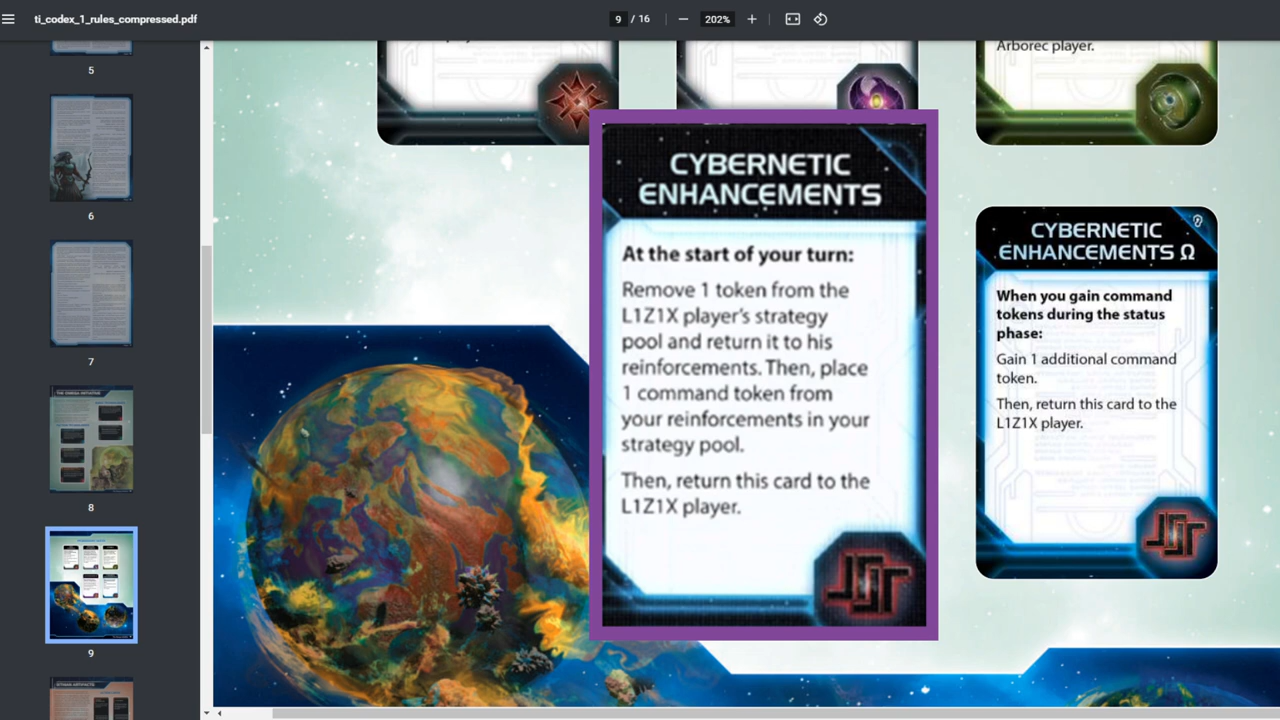 ti_codex_1_rules_compressed.pdf
9 / 16
202%
5
6
7
8
9
Arborec player.
CYBERNETIC
ENHANCEMENTS
At the start of your turn:
Remove 1 token from the
L1Z1X player's strategy
pool and return it to his
reinforcements. Then, place
1 command token from
your reinforcements in your
strategy pool.
Then, return this card to the
L1Z1X player.
CYBERNETIC
ENHANCEMENTS Ω
When you gain command
tokens during the status
phase:
Gain 1 additional command
token.
Then, return this card to the
L1Z1X player.